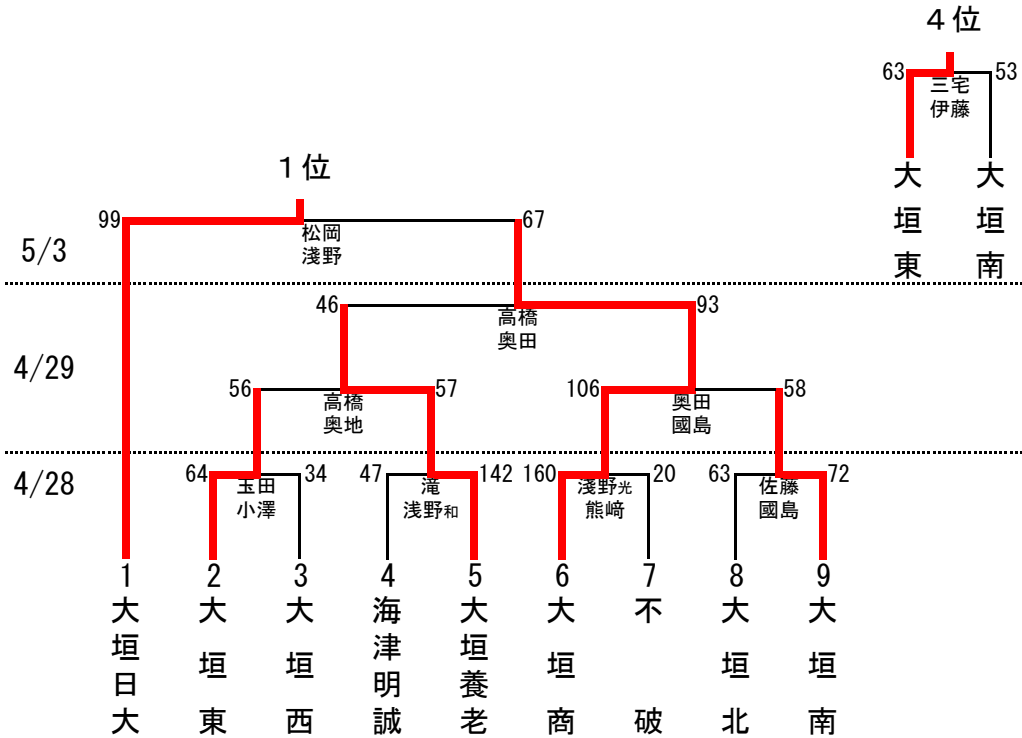 4位
63
53
三宅
伊藤
大垣東
大垣南
1位
99
67
松岡
淺野
5/3
46
93
高橋
奥田
4/29
56
57
高橋
奥地
106
58
奥田
國島
4/28
64
34
玉田
小澤
47
142
滝
浅野和
160
20
淺野光
熊﨑
63
72
佐藤
國島
1 大垣日大
2 大垣東
3 大垣西
4 海津明誠
5 大垣養老
6 大垣商
7 不破
8 大垣北
9 大垣南